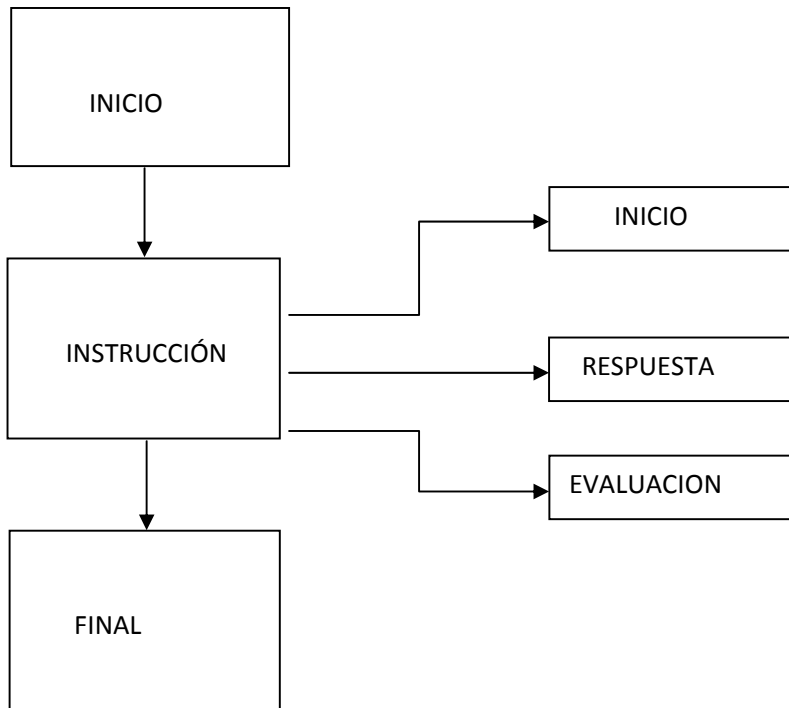 INICIO
INICIO
INSTRUCCIÓN
RESPUESTA
EVALUACION
FINAL